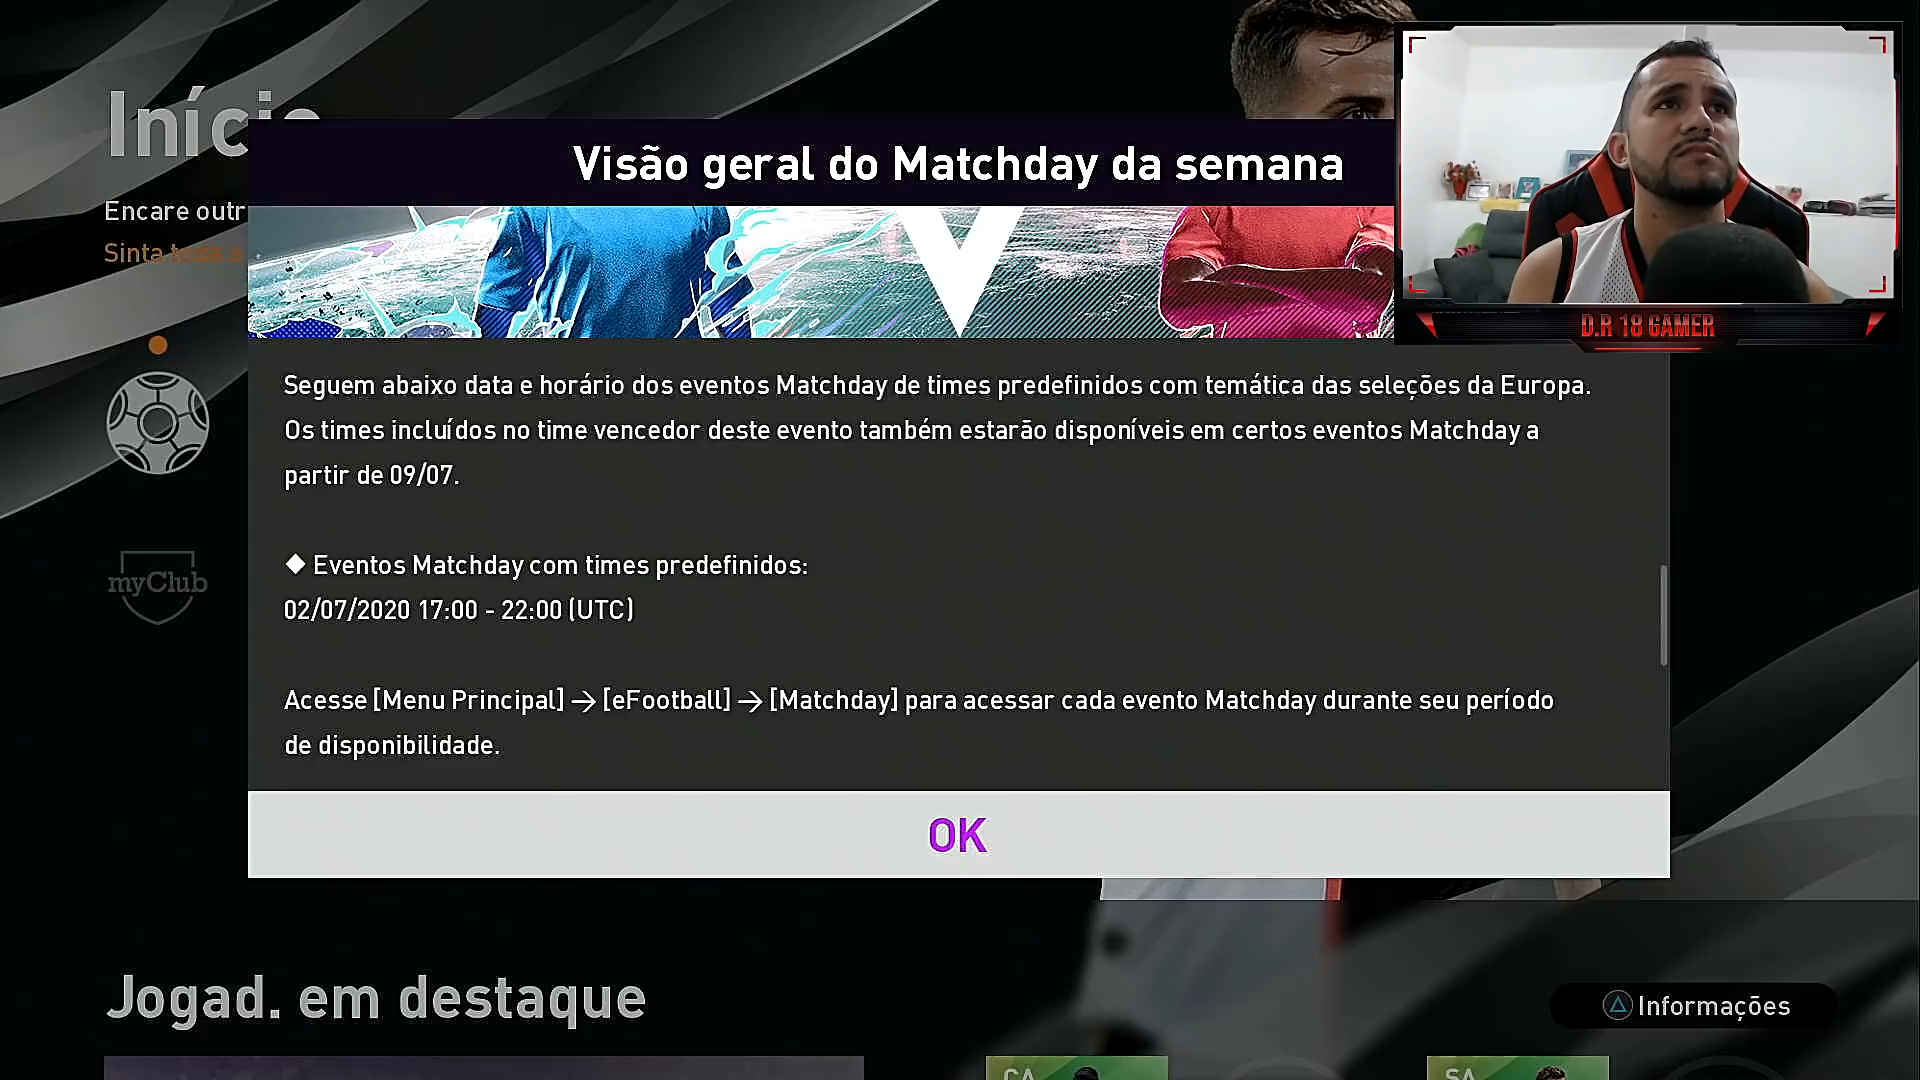 Início
Encare outr
Sinta toda a
Visão geral do Matchday da semana
D.R 18 GAMER
Seguem abaixo data e horário dos eventos Matchday de times predefinidos com temática das seleções da Europa.
Os times incluídos no time vencedor deste evento também estarão disponíveis em certos eventos Matchday a
partir de 09/07.
◆ Eventos Matchday com times predefinidos:
02/07/2020 17:00 - 22:00 (UTC)
Acesse [Menu Principal] → [eFootball] → [Matchday] para acessar cada evento Matchday durante seu período
de disponibilidade.
myClub
OK
Jogad. em destaque
Informações
CA
SA